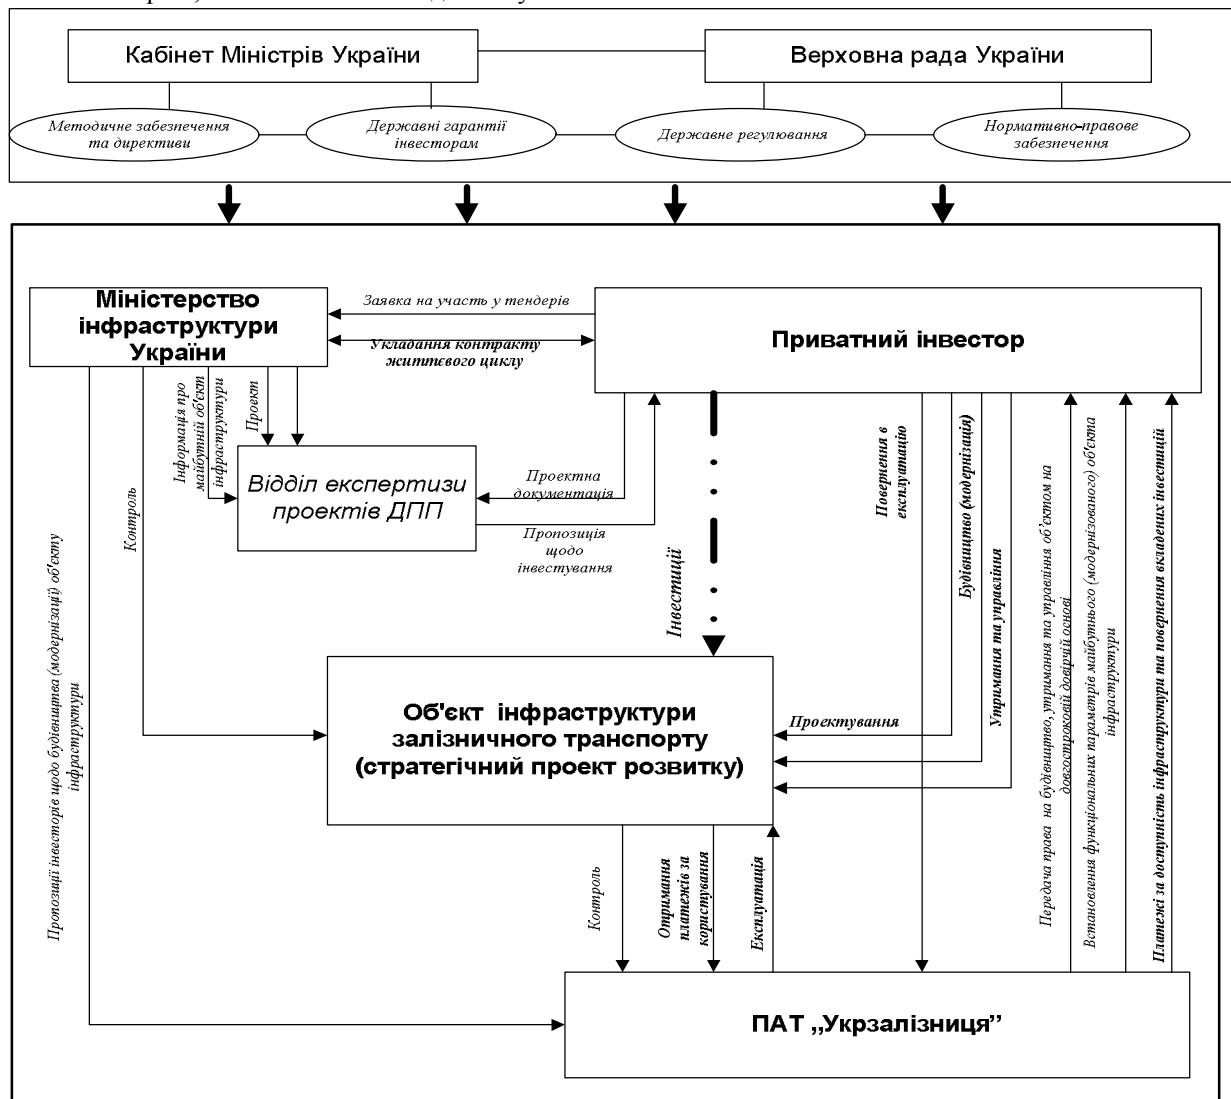 Кабінет Міністрів України
Верховна рада України
Методичне забезпечення
та директиви
Державні гарантії
інвесторам
Державне регулювання
Нормативно-правове
забезпечення
Міністерство
інфраструктури
України
Заявка на участь у тендерів
Укладання контракту
життєвого циклу
Приватний інвестор
Інформація про
майбутній об'єкт
інфраструктури
Проект
Відділ експертизи
проектів ДПП
Проектна
документація
Пропозиція
щодо
інвестування
Контроль
Пропозиції інвесторів щодо будівництва (модернізації) об'єкту
інфраструктури
Інвестиції
Повернення в
експлуатацію
Будівництво (модернізація)
Утримання та управління
Передача права на будівництво, утримання та управління об'єктом на
довгостроковій довірчій основі
Встановлення функціональних параметрів майбутнього (модернізованого) об'єкта
інфраструктури
Платежі за доступність інфраструктури та повернення вкладених інвестицій
Об'єкт інфраструктури
залізничного транспорту
(стратегічний проект розвитку)
Проектування
Контроль
Отримання
платежів за
користування
Експлуатація
ПАТ „Укрзалізниця”